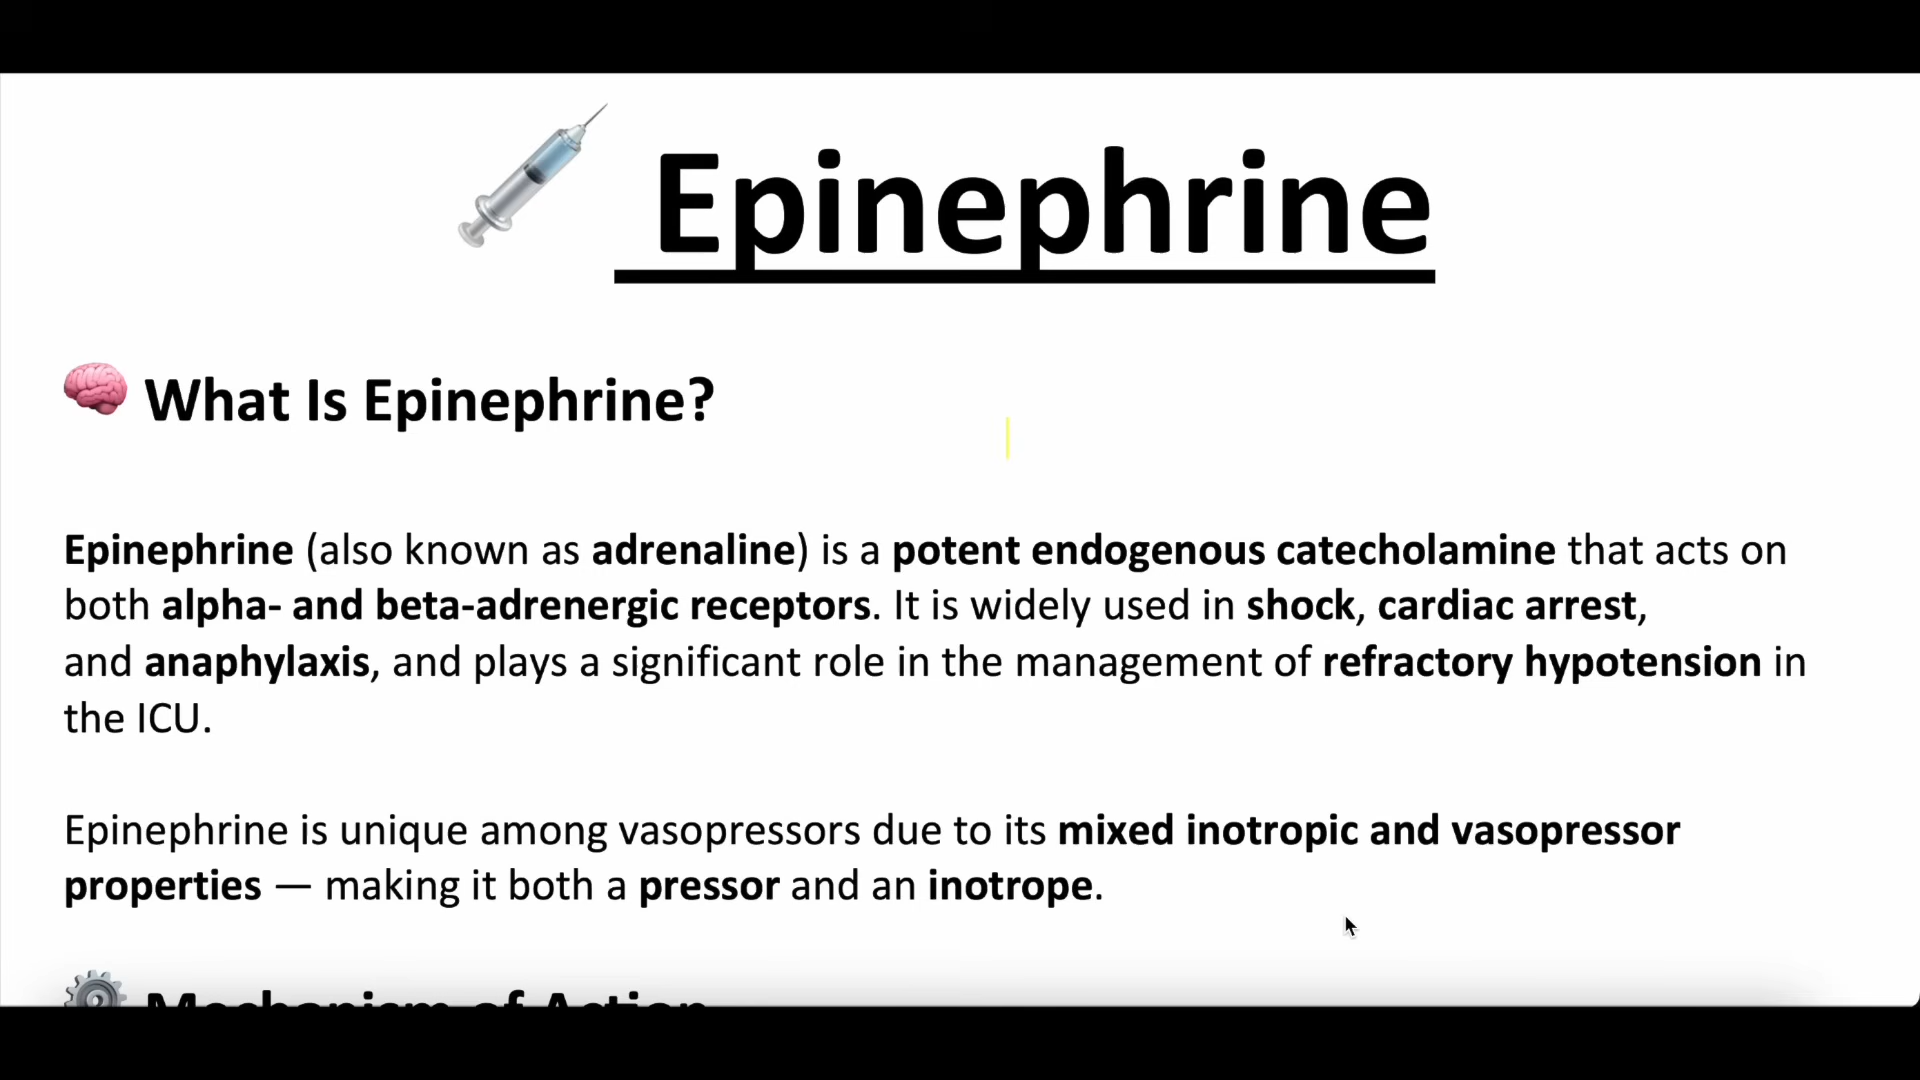 Epinephrine
What Is Epinephrine?
Epinephrine (also known as adrenaline) is a potent endogenous catecholamine that acts on
both alpha- and beta-adrenergic receptors. It is widely used in shock, cardiac arrest,
and anaphylaxis, and plays a significant role in the management of refractory hypotension in
the ICU.
Epinephrine is unique among vasopressors due to its mixed inotropic and vasopressor
properties — making it both a pressor and an inotrope.
Mechanism of Action